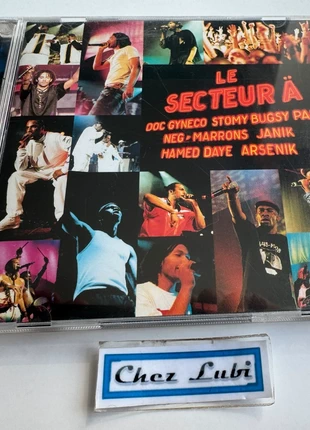 LE
SECTEUR Ä
DOC GYNECO STOMY BUGSY PA
NEG-MARRONS JANIK
HAMED DAYE ARSENIK
Chez Lubi